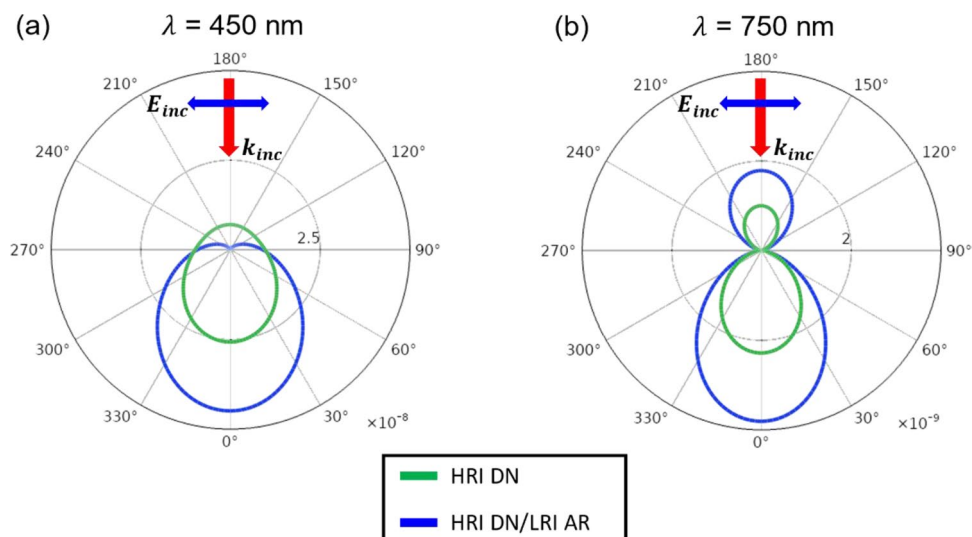 (a) λ = 450 nm
180°
210° 150°
E_inc
k_inc
240° 120°
2.5
270° 90°
300° 60°
330° 30° ×10⁻⁸
0°
(b) λ = 750 nm
180°
210° 150°
E_inc
k_inc
240° 120°
2
270° 90°
300° 60°
330° 30° ×10⁻⁹
0°
HRI DN
HRI DN/LRI AR